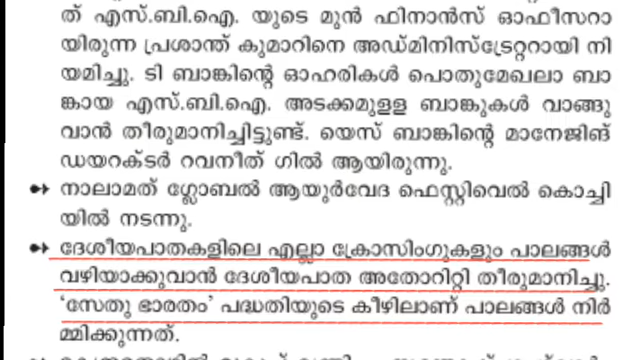 ത് എസ്.ബി.ഐ. യുടെ മുൻ ഫിനാൻസ് ഓഫീസറാ
യിരുന്ന പ്രശാന്ത് കുമാറിനെ അഡ്മിനിസ്ട്രേറ്ററായി നി
യമിച്ചു. ടി ബാങ്കിന്റെ ഓഹരികൾ പൊതുമേഖലാ ബാ
ങ്കായ എസ്.ബി.ഐ. അടക്കമുളള ബാങ്കുകൾ വാങ്ങു
വാൻ തീരുമാനിച്ചിട്ടുണ്ട്. യെസ് ബാങ്കിന്റെ മാനേജിങ്
ഡയറക്ടർ റവനീത് ഗിൽ ആയിരുന്നു.
നാലാമത് ഗ്ലോബൽ ആയുർവേദ ഫെസ്റ്റിവെൽ കൊച്ചി
യിൽ നടന്നു.
ദേശീയപാതകളിലെ എല്ലാ ക്രോസിംഗുകളും പാലങ്ങൾ
വഴിയാക്കുവാൻ ദേശീയപാത അതോറിറ്റി തീരുമാനിച്ചു.
'സേതു ഭാരതം' പദ്ധതിയുടെ കീഴിലാണ് പാലങ്ങൾ നിർ
മ്മിക്കുന്നത്.